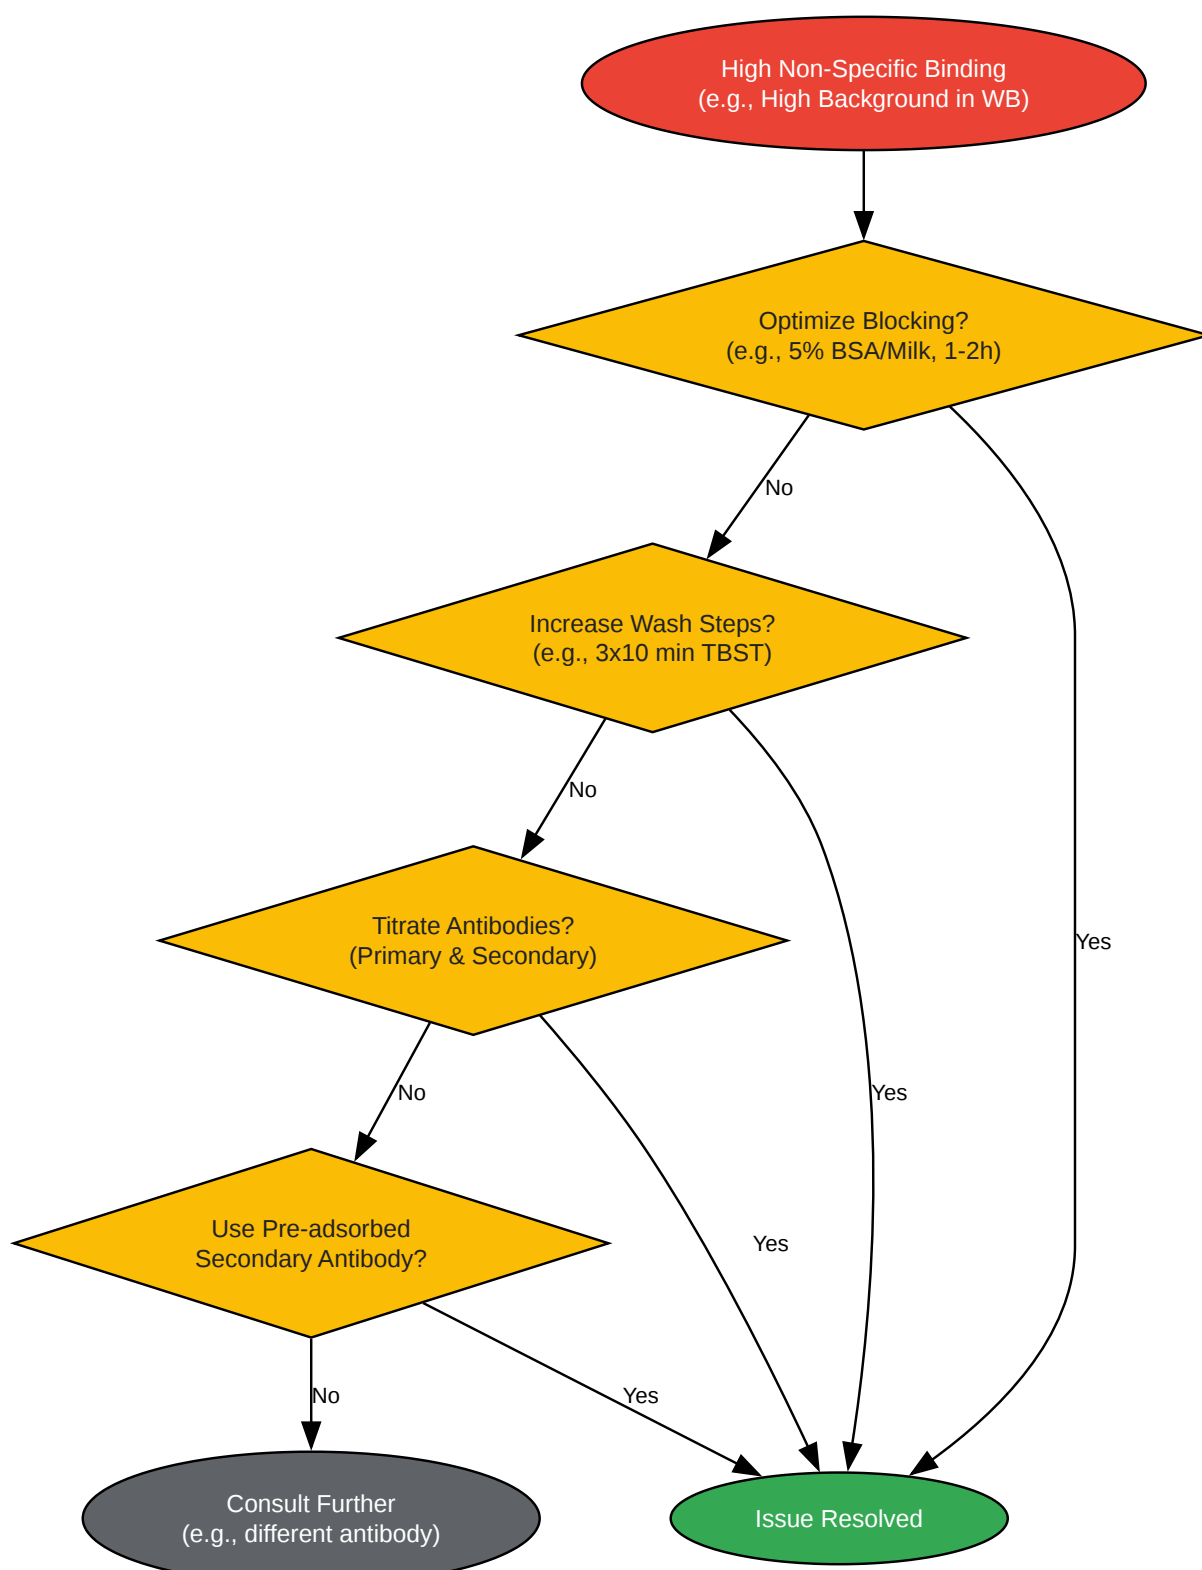 High Non-Specific Binding
(e.g., High Background in WB)
Optimize Blocking?
(e.g., 5% BSA/Milk, 1-2h)
No
Increase Wash Steps?
(e.g., 3x10 min TBST)
No
Titrate Antibodies?
(Primary & Secondary)
Yes
No
Yes
Use Pre-adsorbed
Secondary Antibody?
Yes
No
Yes
Consult Further
(e.g., different antibody)
Issue Resolved